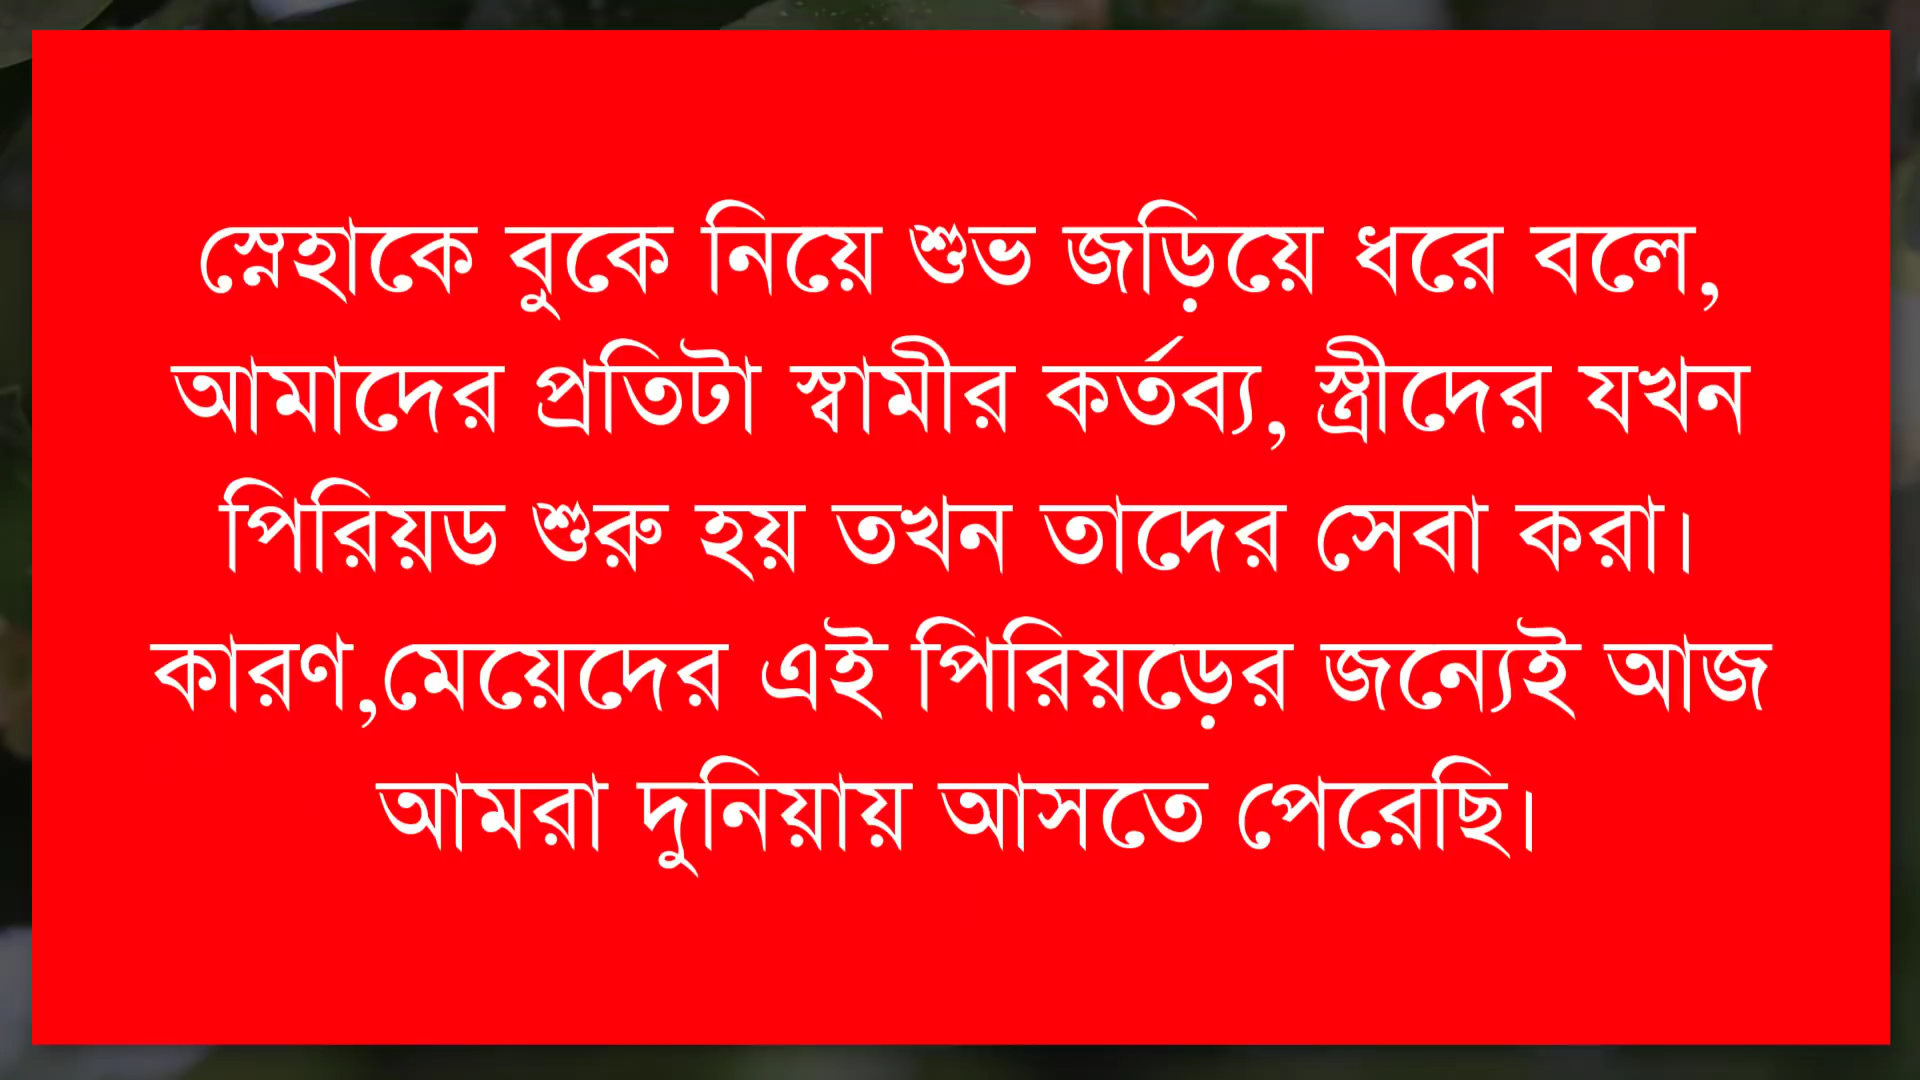 স্নেহাকে বুকে নিয়ে শুভ জড়িয়ে ধরে বলে,
আমাদের প্রতিটা স্বামীর কর্তব্য, স্ত্রীদের যখন
পিরিয়ড শুরু হয় তখন তাদের সেবা করা।
কারণ,মেয়েদের এই পিরিয়ড়ের জন্যেই আজ
আমরা দুনিয়ায় আসতে পেরেছি।